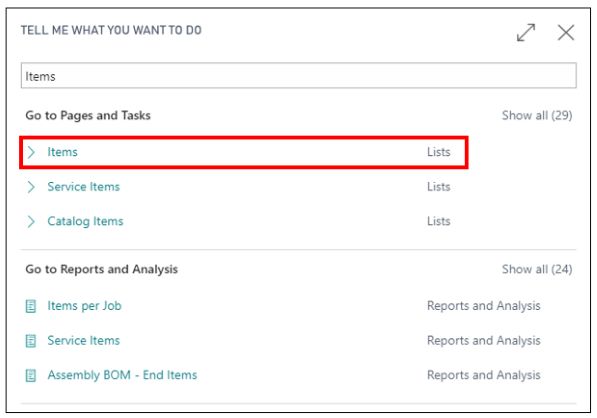 TELL ME WHAT YOU WANT TO DO
Items
Go to Pages and Tasks Show all (29)
Items Lists
Service Items Lists
Catalog Items Lists
Go to Reports and Analysis Show all (24)
Items per Job Reports and Analysis
Service Items Reports and Analysis
Assembly BOM - End Items Reports and Analysis